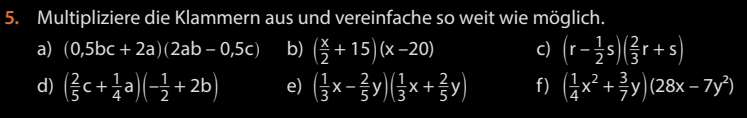 5. Multipliziere die Klammern aus und vereinfache so weit wie möglich.
a) (0,5bc + 2a)(2ab – 0,5c) b) (x/2 + 15)(x –20) c) (r – 1/2 s)(2/3 r + s)
d) (2/5 c + 1/4 a)(–1/2 + 2b) e) (1/3 x – 2/5 y)(1/3 x + 2/5 y) f) (1/4 x² + 3/7 y)(28x – 7y²)